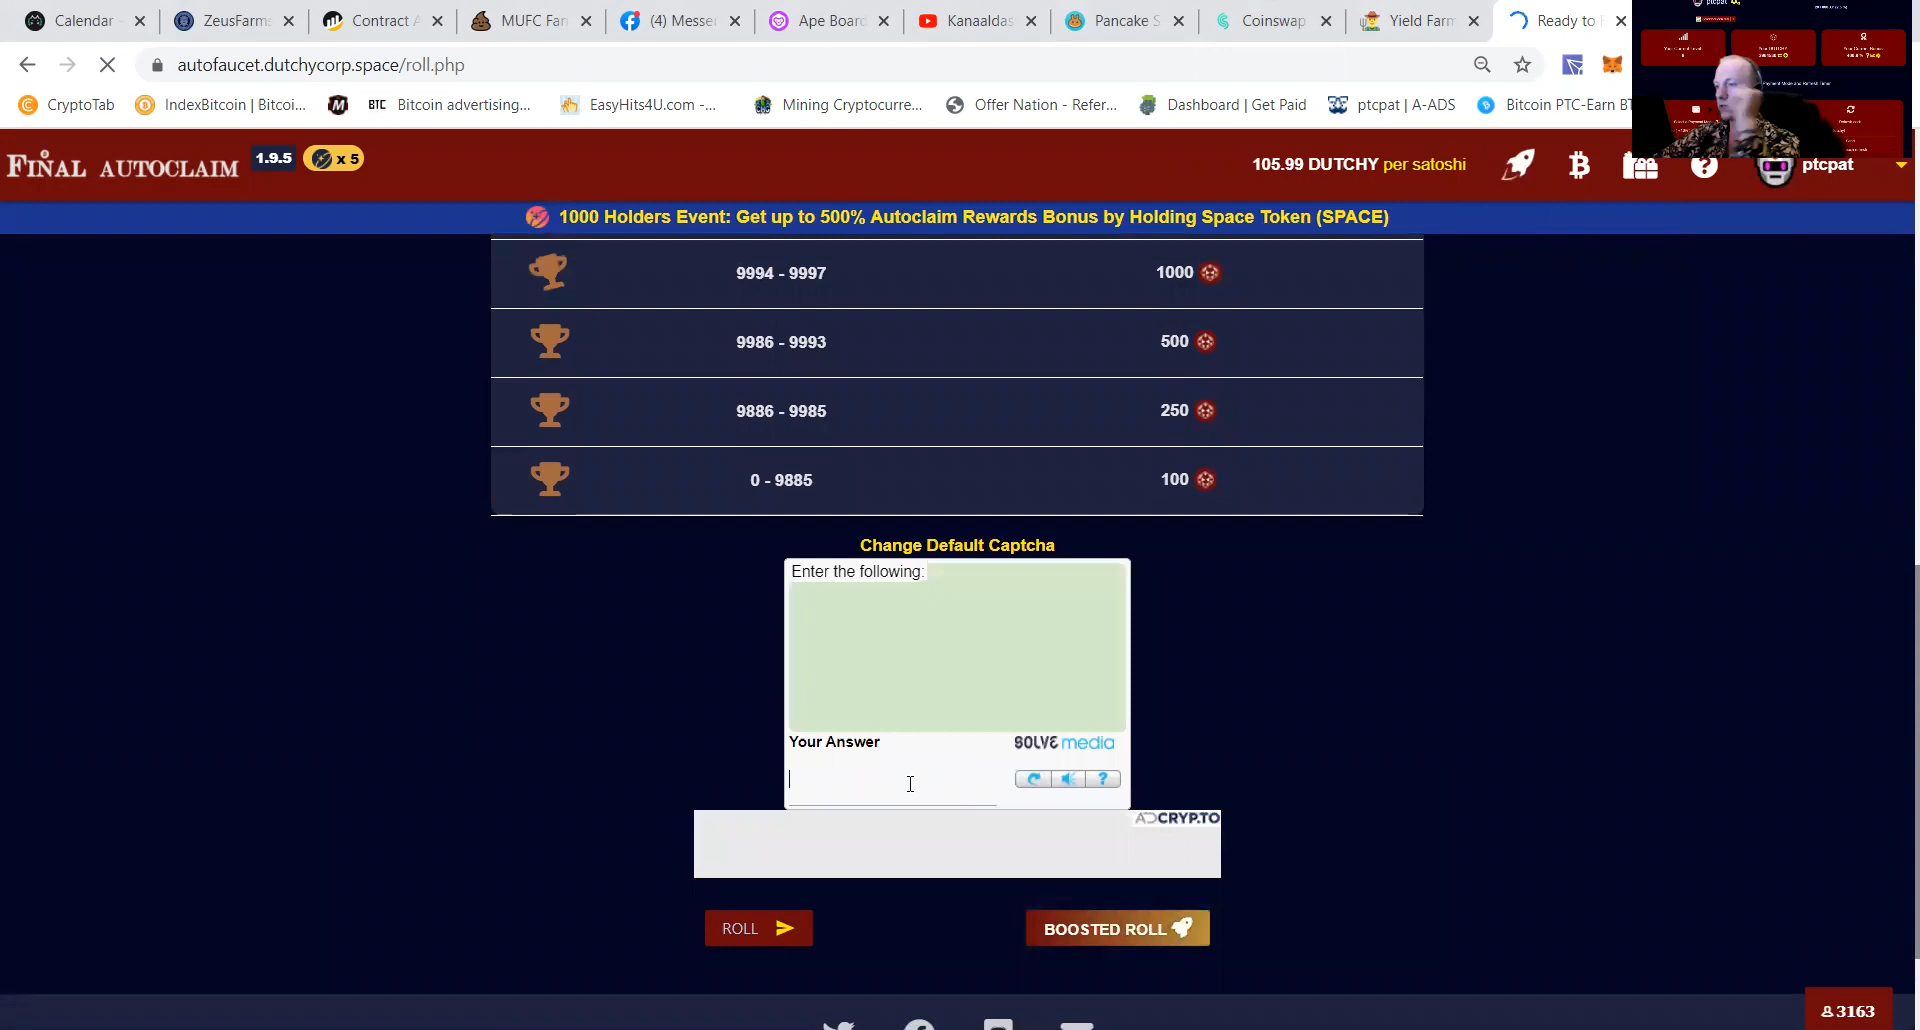 Calendar -
ZeusFarms
Contract A
MUFC Fan
(4) Messen
Ape Board
Kanaaldas
Pancake S
Coinswap
Yield Farm
Ready to
autofaucet.dutchycorp.space/roll.php
CryptoTab
IndexBitcoin | Bitcoi...
BTC Bitcoin advertising...
EasyHits4U.com -...
Mining Cryptocurre...
Offer Nation - Refer...
Dashboard | Get Paid
ptcpat | A-ADS
Bitcoin PTC-Earn BT
FINAL AUTOCLAIM
1.9.5
x 5
105.99 DUTCHY per satoshi
ptcpat
1000 Holders Event: Get up to 500% Autoclaim Rewards Bonus by Holding Space Token (SPACE)
9994 - 9997 1000
9986 - 9993 500
9886 - 9985 250
0 - 9885 100
Change Default Captcha
Enter the following:
Your Answer
SOLVE media
ADCRYP.TO
ROLL
BOOSTED ROLL
3163